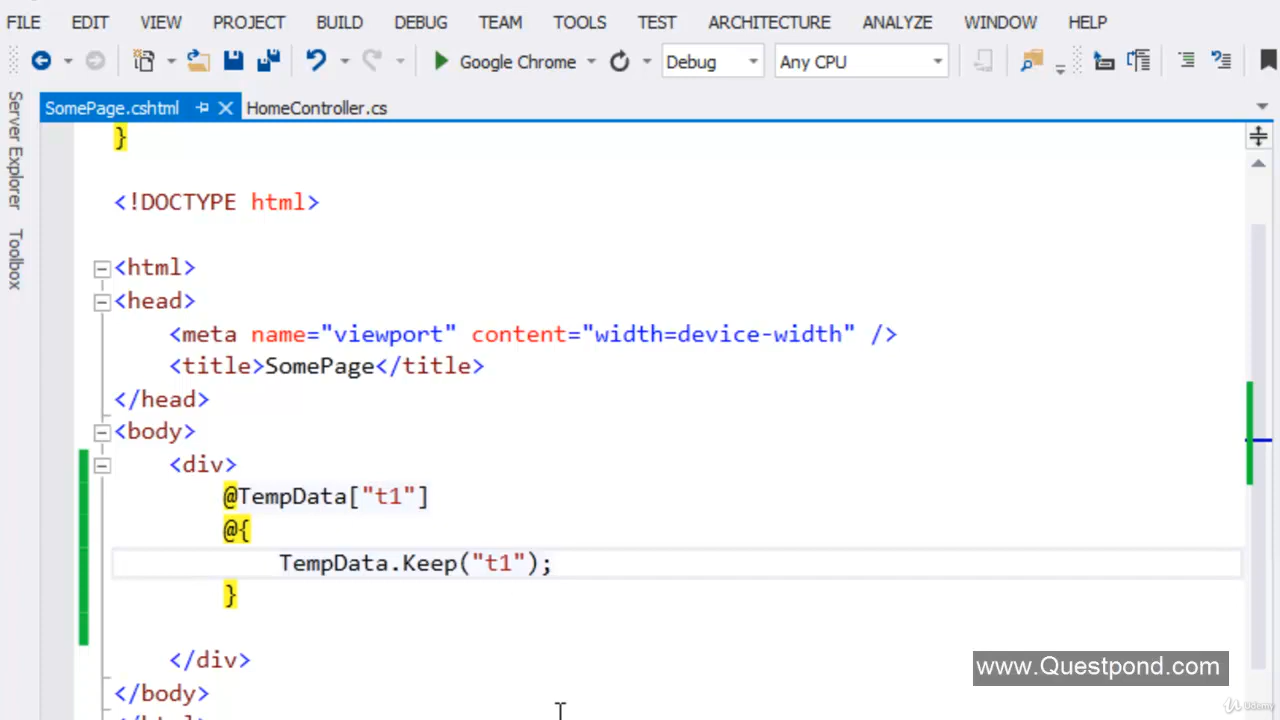 FILE EDIT VIEW PROJECT BUILD DEBUG TEAM TOOLS TEST ARCHITECTURE ANALYZE WINDOW HELP
Google Chrome Debug Any CPU
SomePage.cshtml HomeController.cs
Server Explorer
Toolbox
}
<!DOCTYPE html>
<html>
<head>
<meta name="viewport" content="width=device-width" />
<title>SomePage</title>
</head>
<body>
<div>
@TempData["t1"]
@{
TempData.Keep("t1");
}
</div>
www.Questpond.com
</body>
Udemy